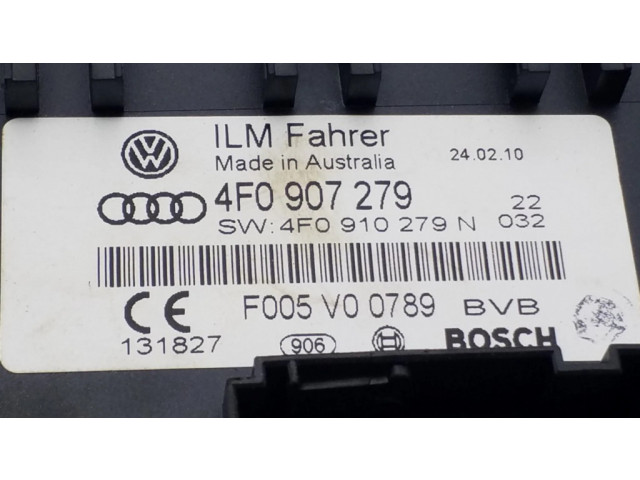 ILM Fahrer
Made in Australia
24.02.10
4F0 907 279
22
SW: 4F0 910 279 N 032
F005 V0 0789 BVB
CE
131827
906
BOSCH